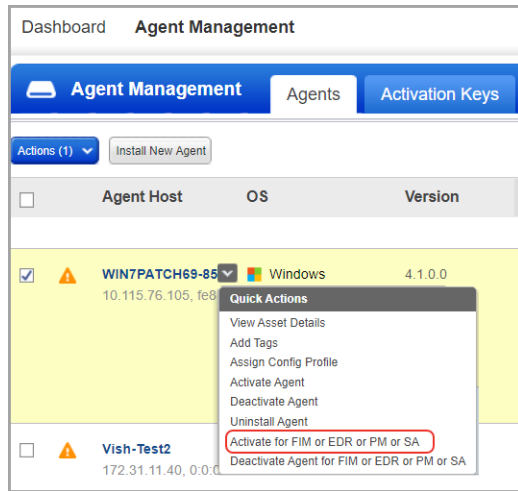 Dashboard Agent Management
Agent Management Agents Activation Keys
Actions (1) Install New Agent
Agent Host OS Version
WIN7PATCH69-85 Windows 4.1.0.0
10.115.76.105, fe8
Quick Actions
View Asset Details
Add Tags
Assign Config Profile
Activate Agent
Deactivate Agent
Uninstall Agent
Activate for FIM or EDR or PM or SA
Deactivate Agent for FIM or EDR or PM or SA
Vish-Test2
172.31.11.40, 0:0:0